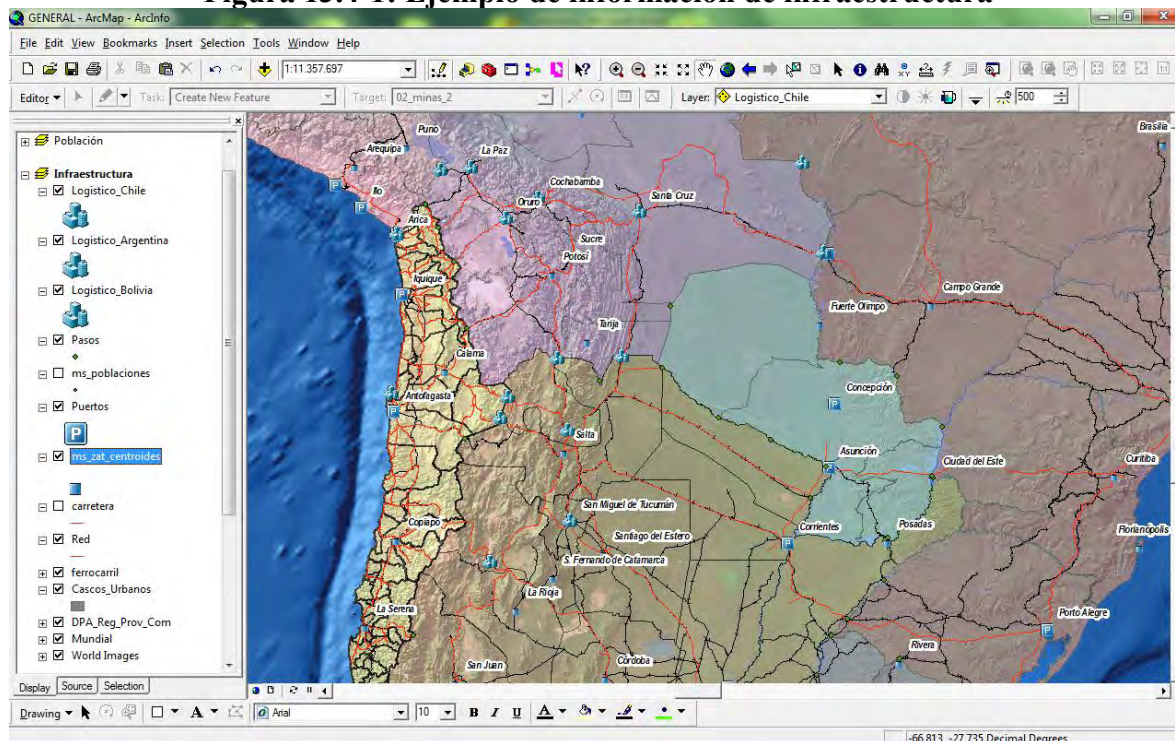 Figura 15.4-1: Ejemplo de información de infraestructura
GENERAL - ArcMap - ArcInfo
File Edit View Bookmarks Insert Selection Tools Window Help
1:11.357.697
Editor Task: Create New Feature Target: 02_minas_2 Layer: Logistico_Chile 500
Población
Infraestructura
Logistico_Chile
Logistico_Argentina
Logistico_Bolivia
Pasos
ms_poblaciones
Puertos
P
ms_zat_centroides
carretera
Red
ferrocarril
Cascos_Urbanos
DPA_Reg_Prov_Com
Mundial
World Images
Display Source Selection
Puno
Brasilia
Arequipa
La Paz
Ilo
Cochabamba
Santa Cruz
Oruro
Arica
Sucre
Potosí
Iquique
Campo Grande
Fuerte Olimpo
Tarija
Calama
Concepción
Antofagasta
Salta
Asunción
Ciudad del Este
Curitiba
San Miguel de Tucumán
Copiapó
Corrientes
Posadas
Florianópolis
Santiago del Estero
S. Fernando de Catamarca
La Rioja
La Serena
Porto Alegre
Rivera
San Juan
Córdoba
Drawing A Arial 10 B I U A
-66,813 -27,735 Decimal Degrees